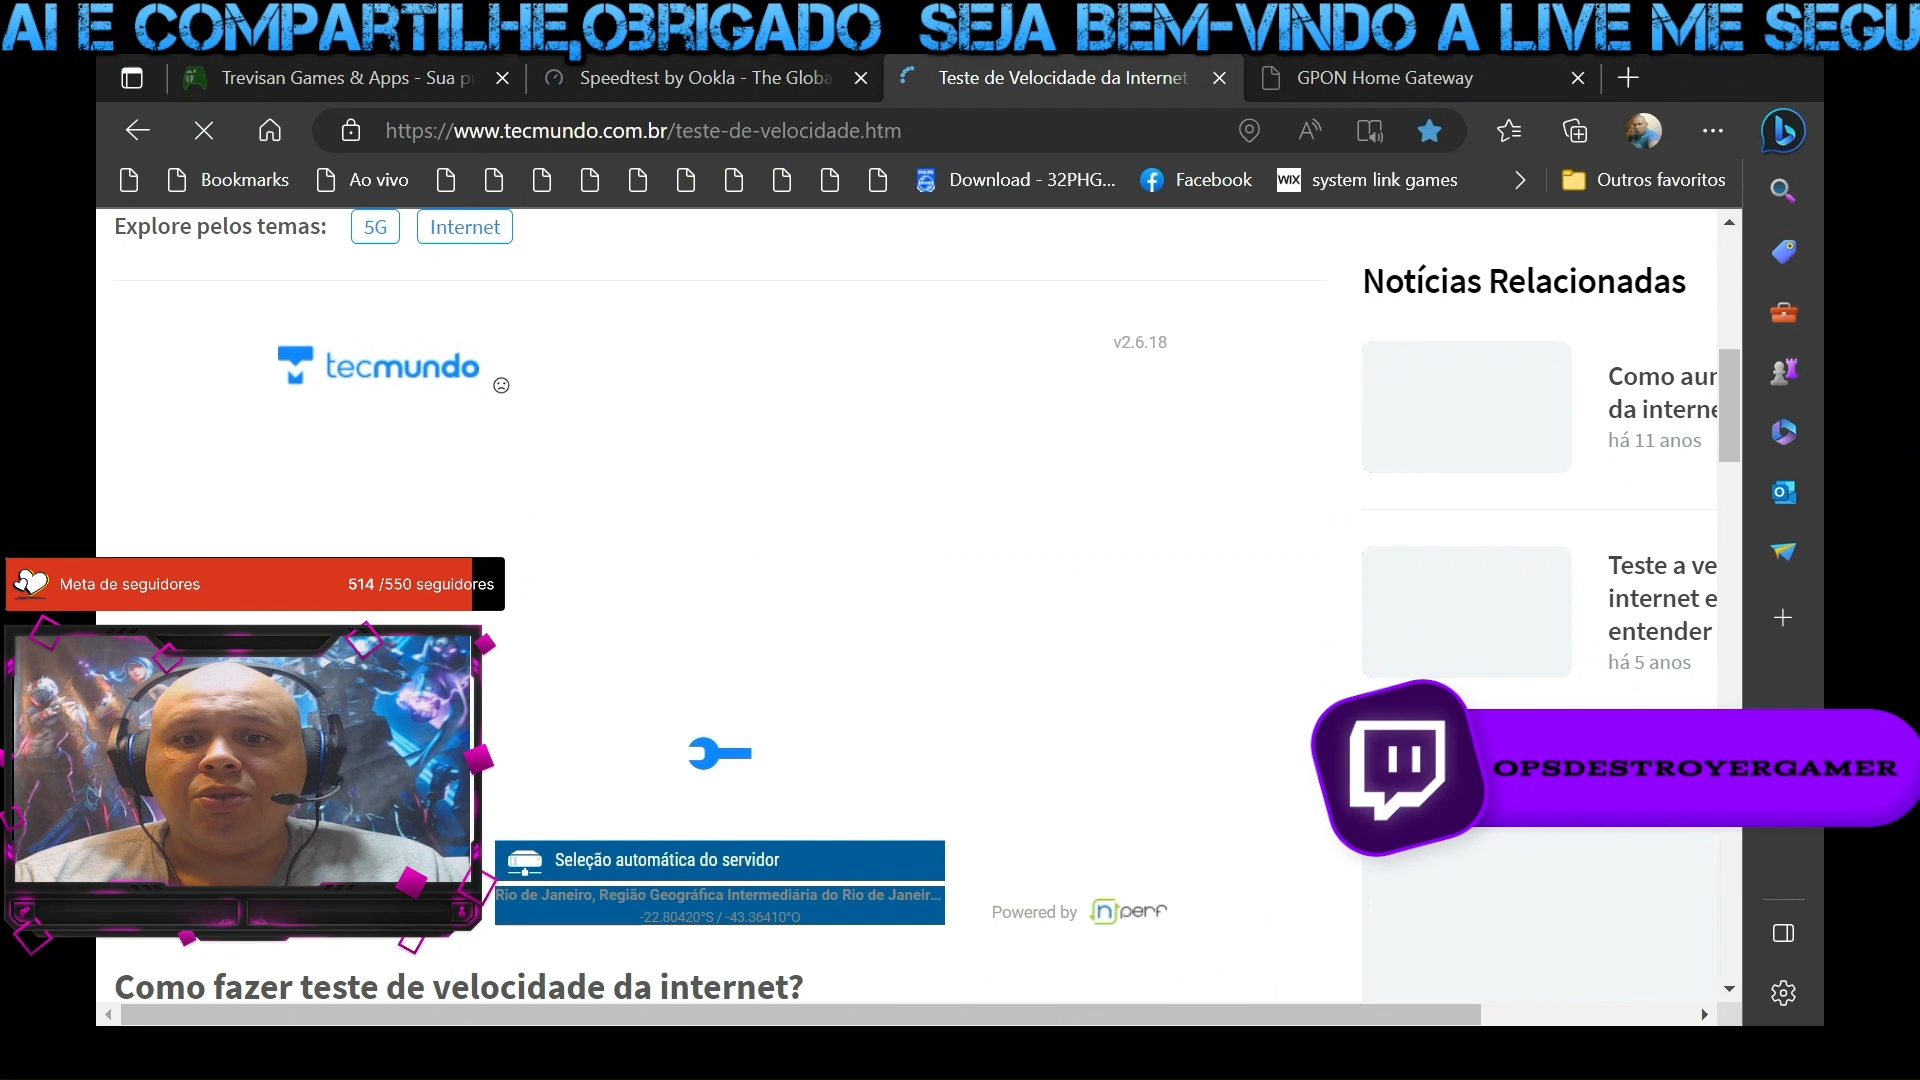 AI E COMPARTILHE,OBRIGADO SEJA BEM-VINDO A LIVE ME SEGU
Trevisan Games & Apps - Sua p
Speedtest by Ookla - The Globa
Teste de Velocidade da Internet
GPON Home Gateway
https://www.tecmundo.com.br/teste-de-velocidade.htm
Bookmarks
Ao vivo
Download - 32PHG...
Facebook
WIX system link games
Outros favoritos
Explore pelos temas: 5G Internet
Notícias Relacionadas
tecmundo
v2.6.18
Como aur
da interne
há 11 anos
Teste a ve
internet e
entender
há 5 anos
Meta de seguidores 514 /550 seguidores
OPSDESTROYERGAMER
Seleção automática do servidor
Rio de Janeiro, Região Geográfica Intermediária do Rio de Janeir...
-22.80420°S / -43.36410°O
Powered by nperf
Como fazer teste de velocidade da internet?